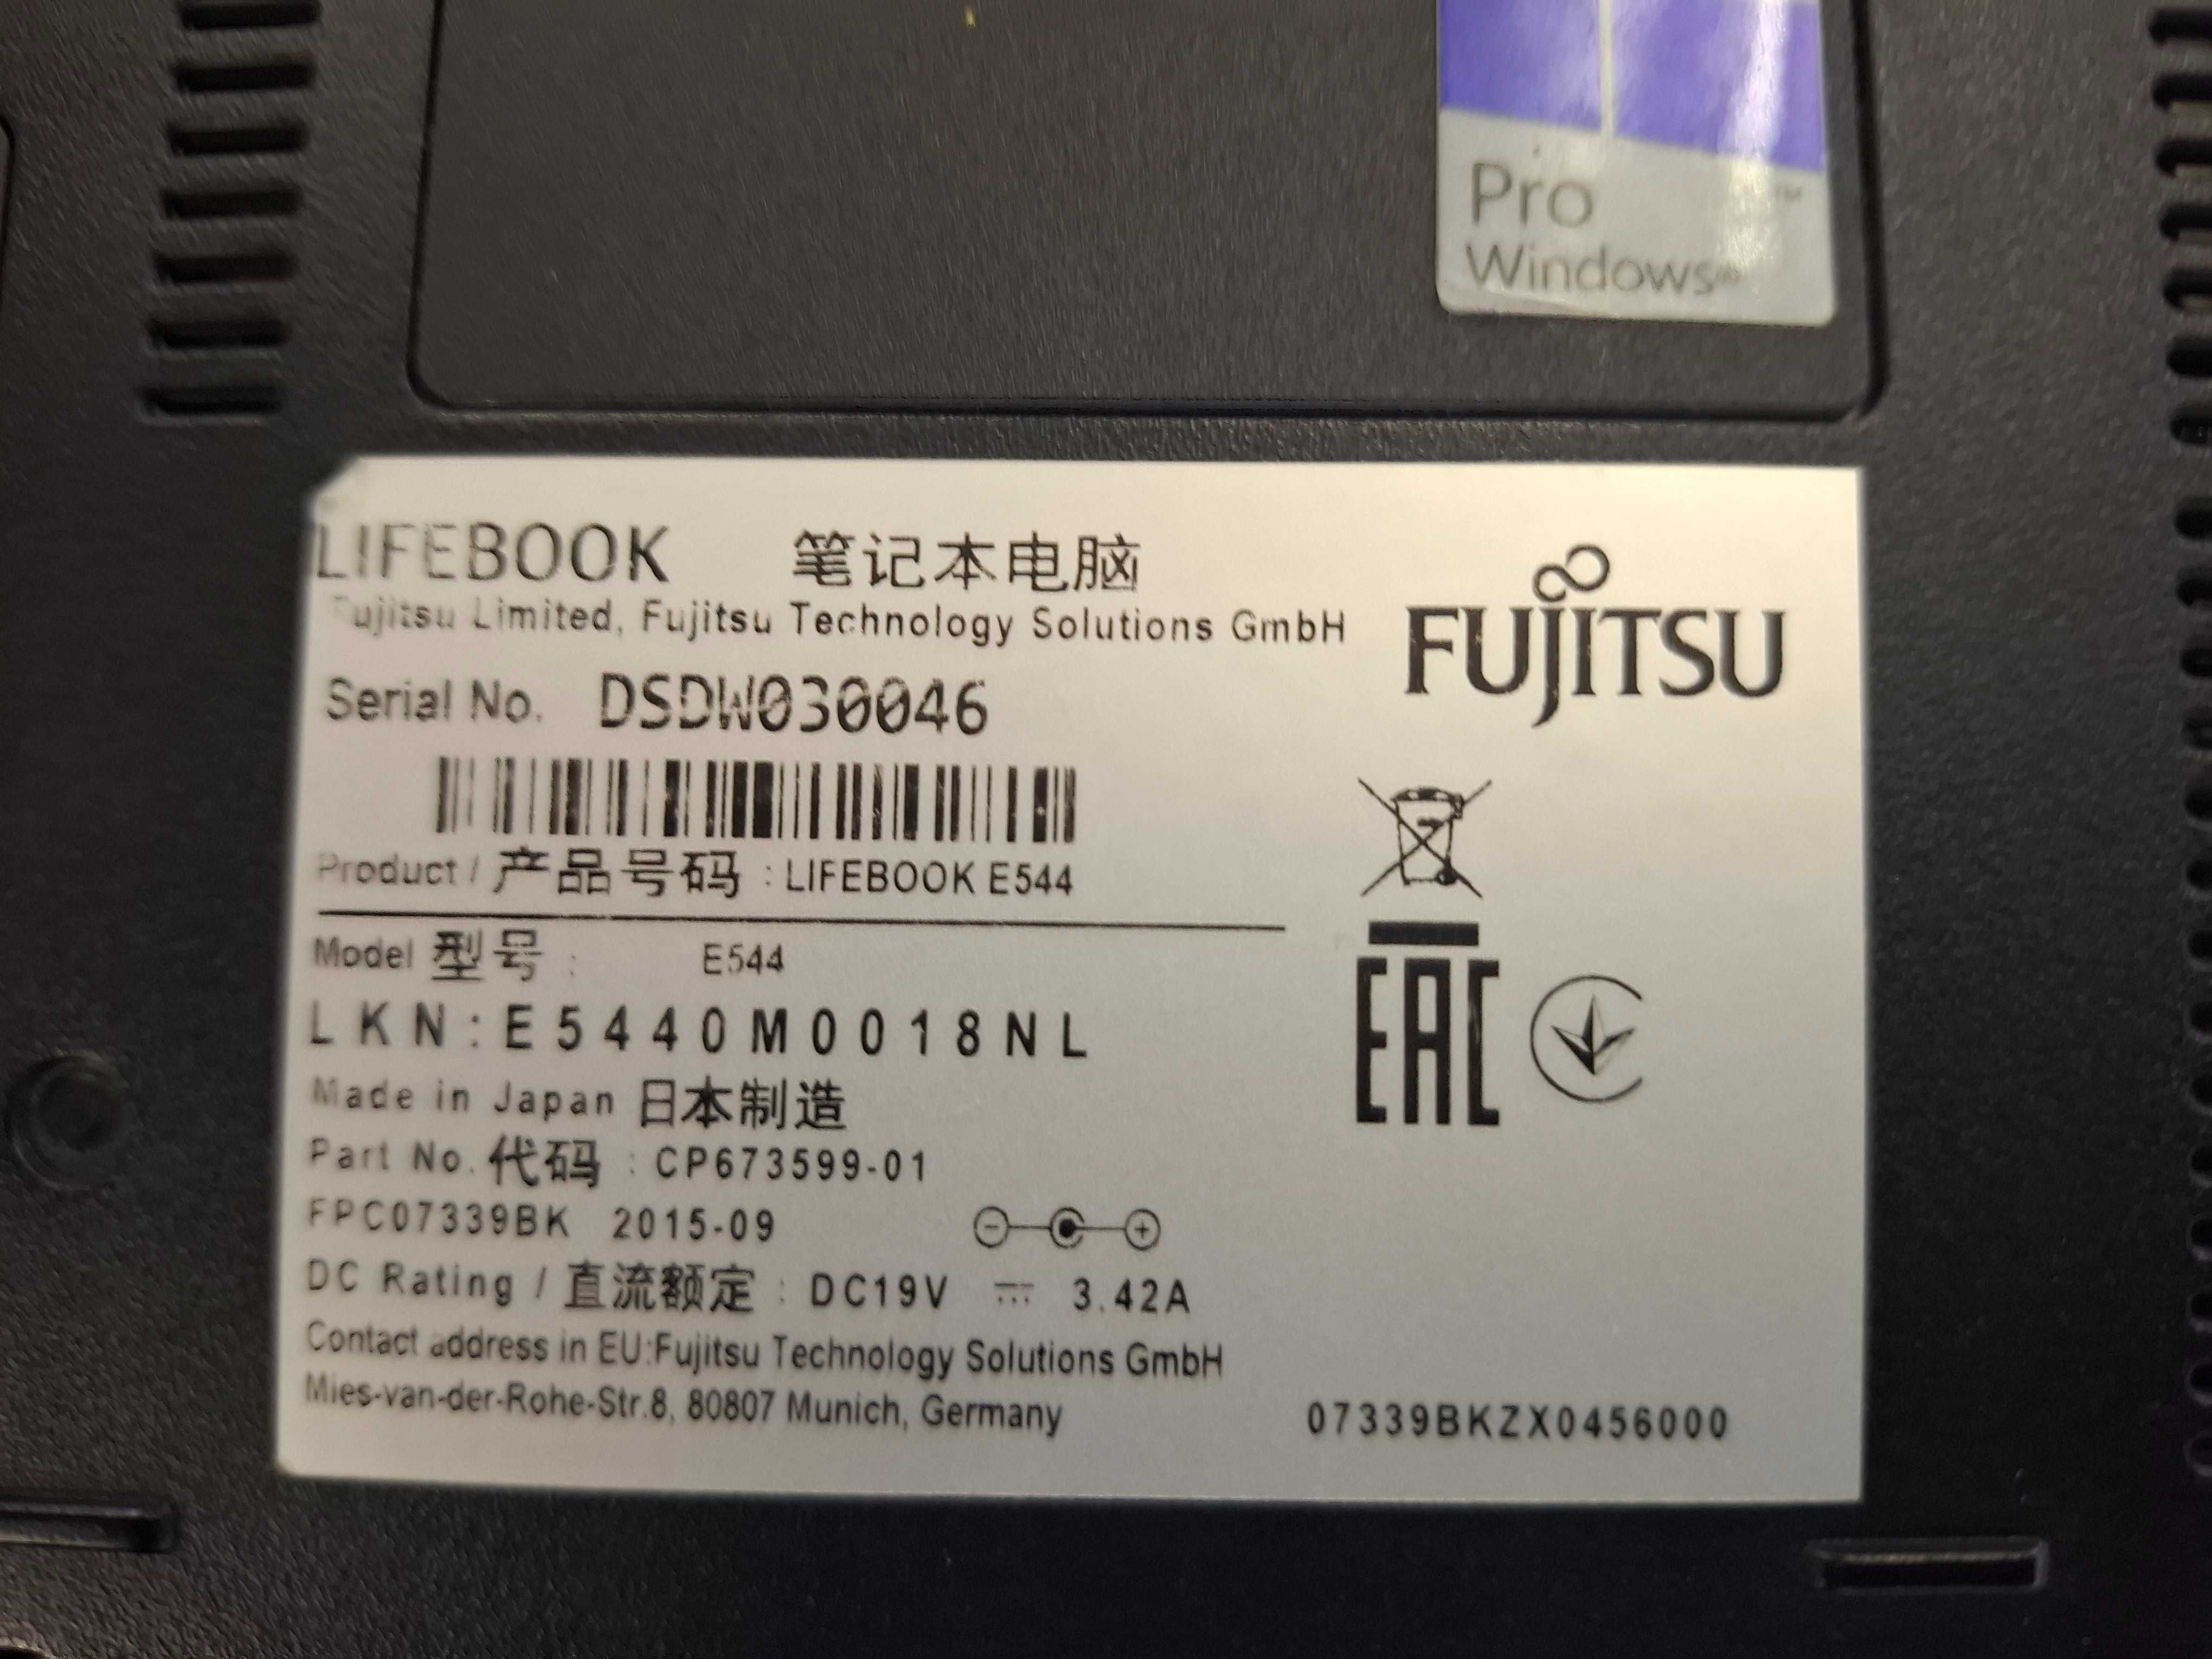 Pro
Windows
LIFEBOOK 笔记本电脑
Fujitsu Limited, Fujitsu Technology Solutions GmbH
FUJITSU
Serial No. DSDW030046
Product / 产品号码 : LIFEBOOK E544
Model 型号 : E544
LKN:E5440M0018NL
Made in Japan 日本制造
Part No. 代码 : CP673599-01
FPC07339BK 2015-09
DC Rating / 直流额定 : DC19V ⎓ 3.42A
Contact address in EU:Fujitsu Technology Solutions GmbH
Mies-van-der-Rohe-Str.8, 80807 Munich, Germany
EAC
07339BKZX0456000